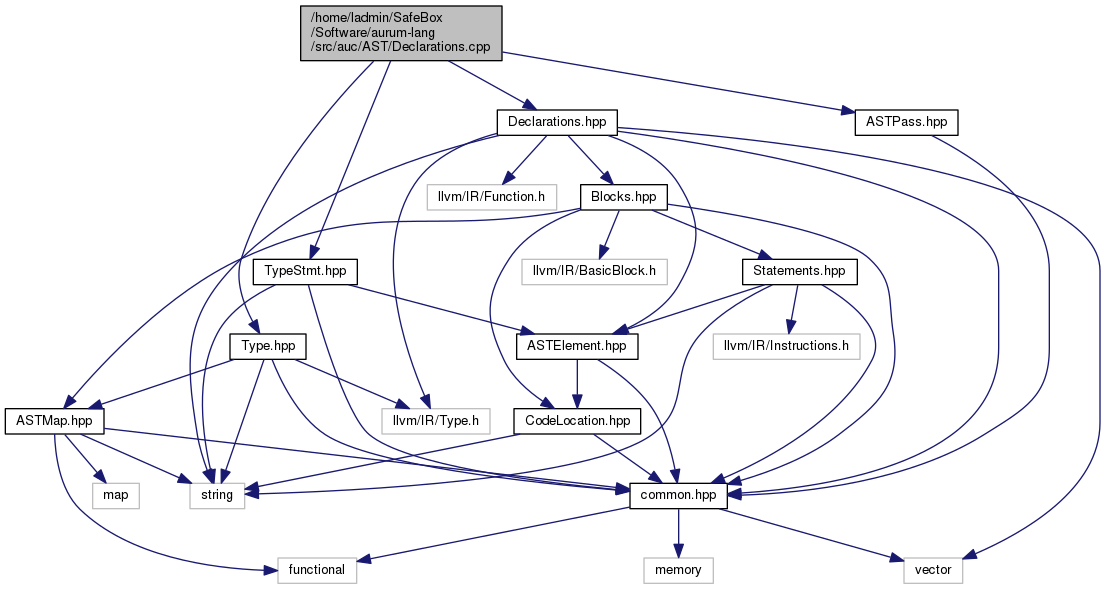 /home/ladmin/SafeBox
/Software/aurum-lang
/src/auc/AST/Declarations.cpp
Declarations.hpp
ASTPass.hpp
llvm/IR/Function.h
Blocks.hpp
TypeStmt.hpp
llvm/IR/BasicBlock.h
Statements.hpp
Type.hpp
ASTElement.hpp
llvm/IR/Instructions.h
ASTMap.hpp
llvm/IR/Type.h
CodeLocation.hpp
map
string
common.hpp
functional
memory
vector